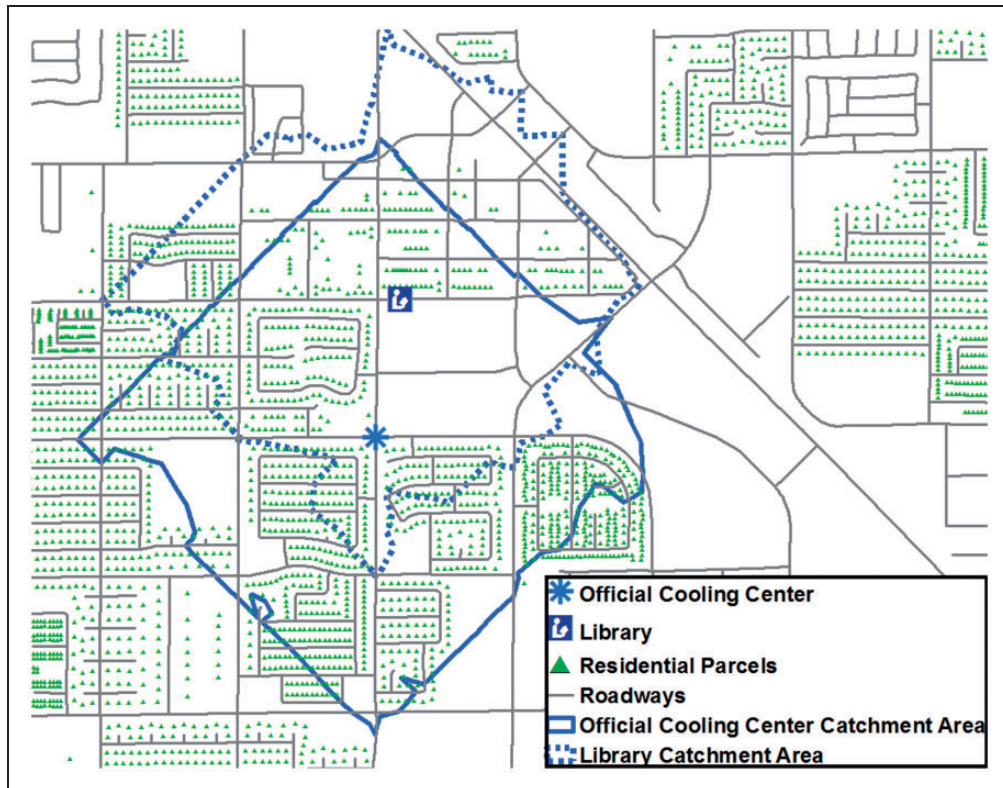 Official Cooling Center
Library
Residential Parcels
Roadways
Official Cooling Center Catchment Area
Library Catchment Area